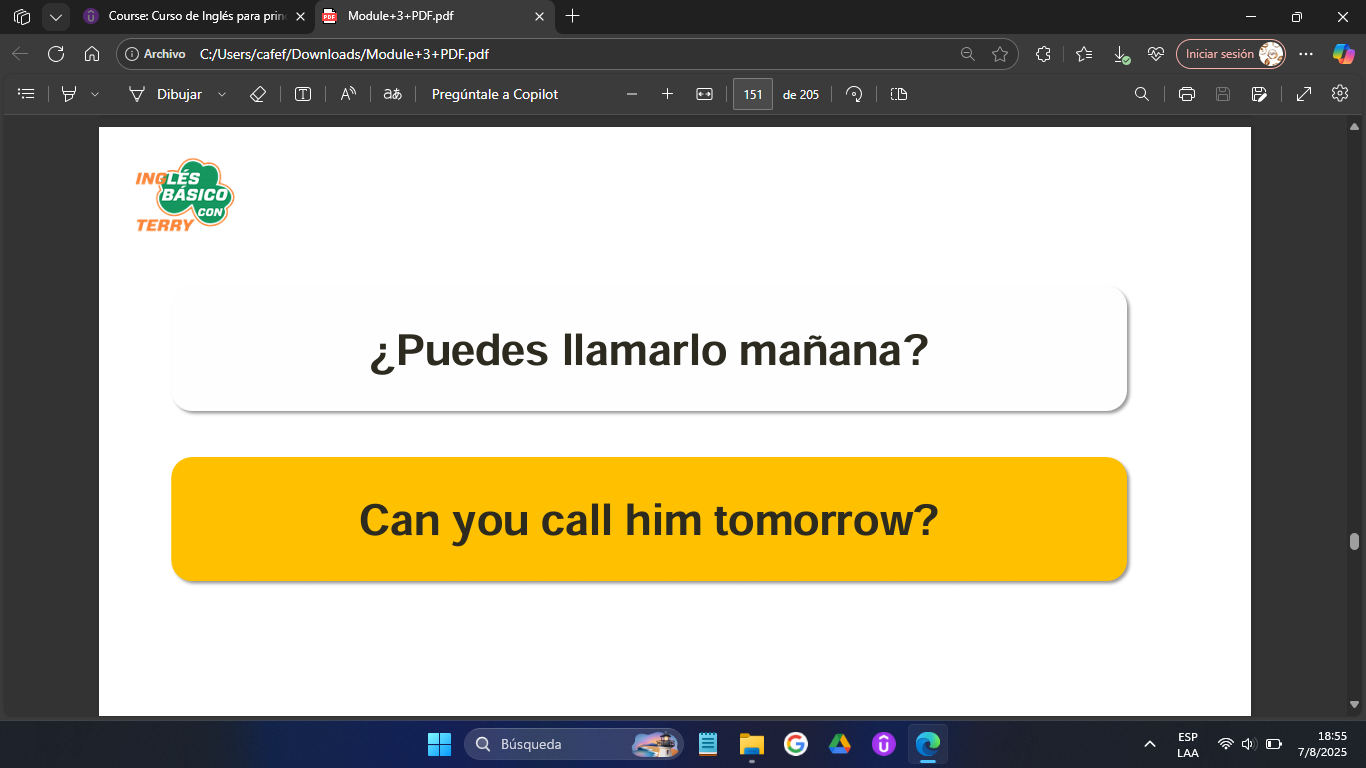 Course: Curso de Inglés para prin
Module+3+PDF.pdf
Archivo
C:/Users/cafef/Downloads/Module+3+PDF.pdf
Iniciar sesión
Dibujar
aあ
Pregúntale a Copilot
151
de 205
INGLÉS
BÁSICO
CON
TERRY
¿Puedes llamarlo mañana?
Can you call him tomorrow?
Búsqueda
ESP
LAA
18:55
7/8/2025